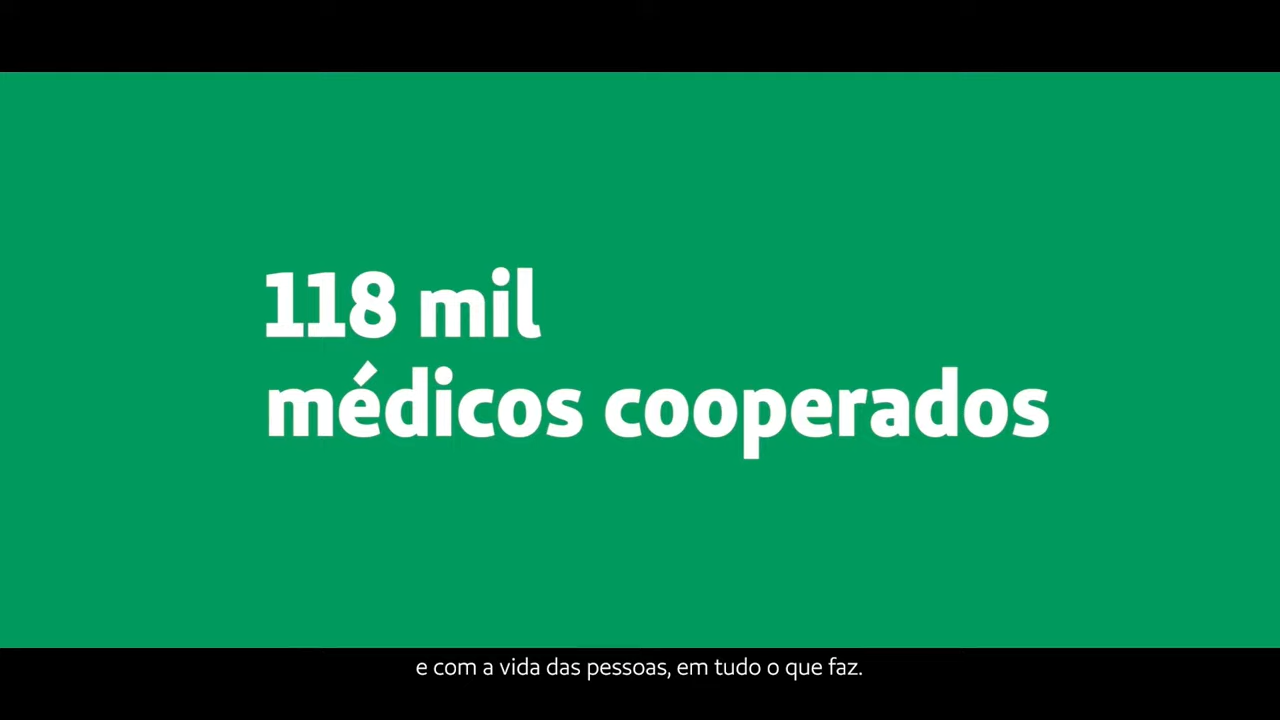 118 mil
médicos cooperados
e com a vida das pessoas, em tudo o que faz.